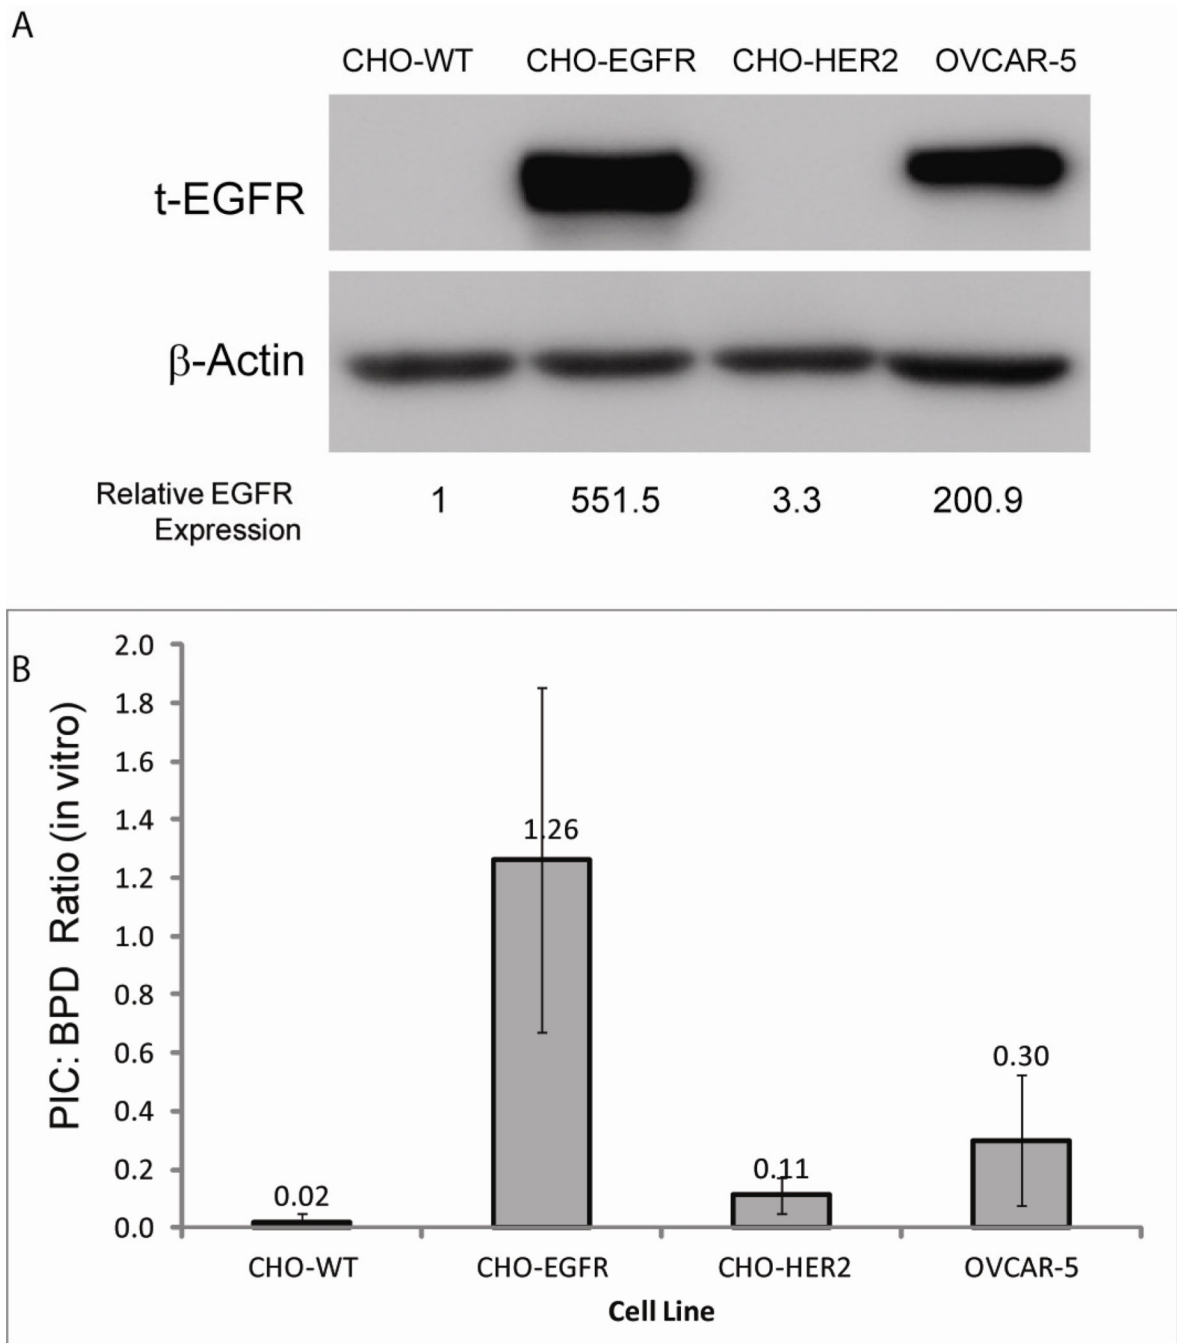 A
CHO-WT CHO-EGFR CHO-HER2 OVCAR-5
t-EGFR
β-Actin
Relative EGFR
Expression
1 551.5 3.3 200.9
B
PIC: BPD Ratio (in vitro)
2.0
1.8
1.6
1.4
1.2
1.0
0.8
0.6
0.4
0.2
0.0
0.02
1.26
0.11
0.30
CHO-WT CHO-EGFR CHO-HER2 OVCAR-5
Cell Line